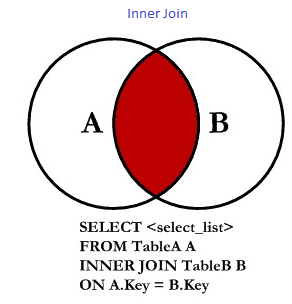 Inner Join
A B
SELECT <select_list>
FROM TableA A
INNER JOIN TableB B
ON A.Key = B.Key